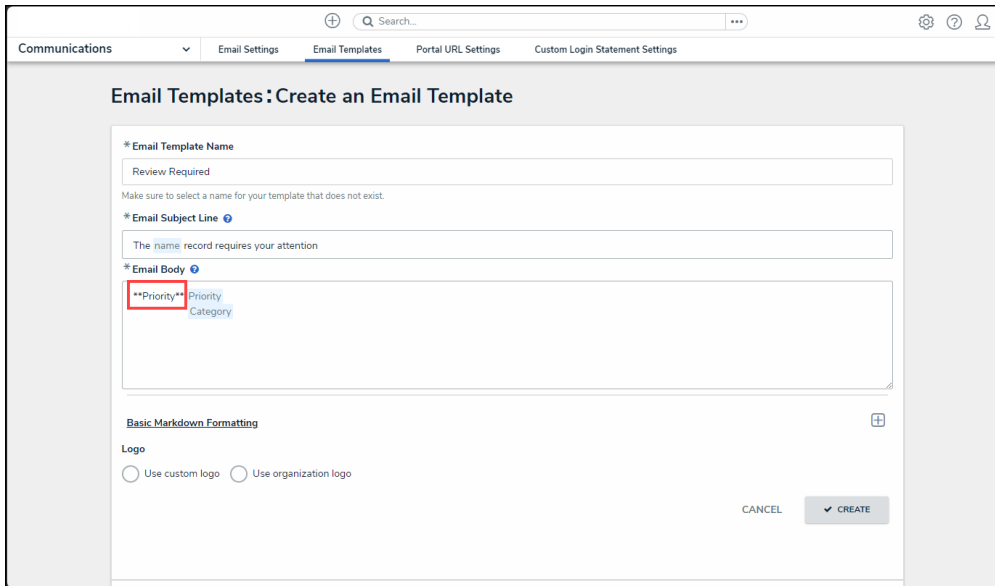 Search...
Communications Email Settings Email Templates Portal URL Settings Custom Login Statement Settings
Email Templates: Create an Email Template
*Email Template Name
Review Required
Make sure to select a name for your template that does not exist.
*Email Subject Line ?
The name record requires your attention
*Email Body ?
**Priority** Priority
Category
Basic Markdown Formatting
Logo
Use custom logo Use organization logo
CANCEL ✔ CREATE